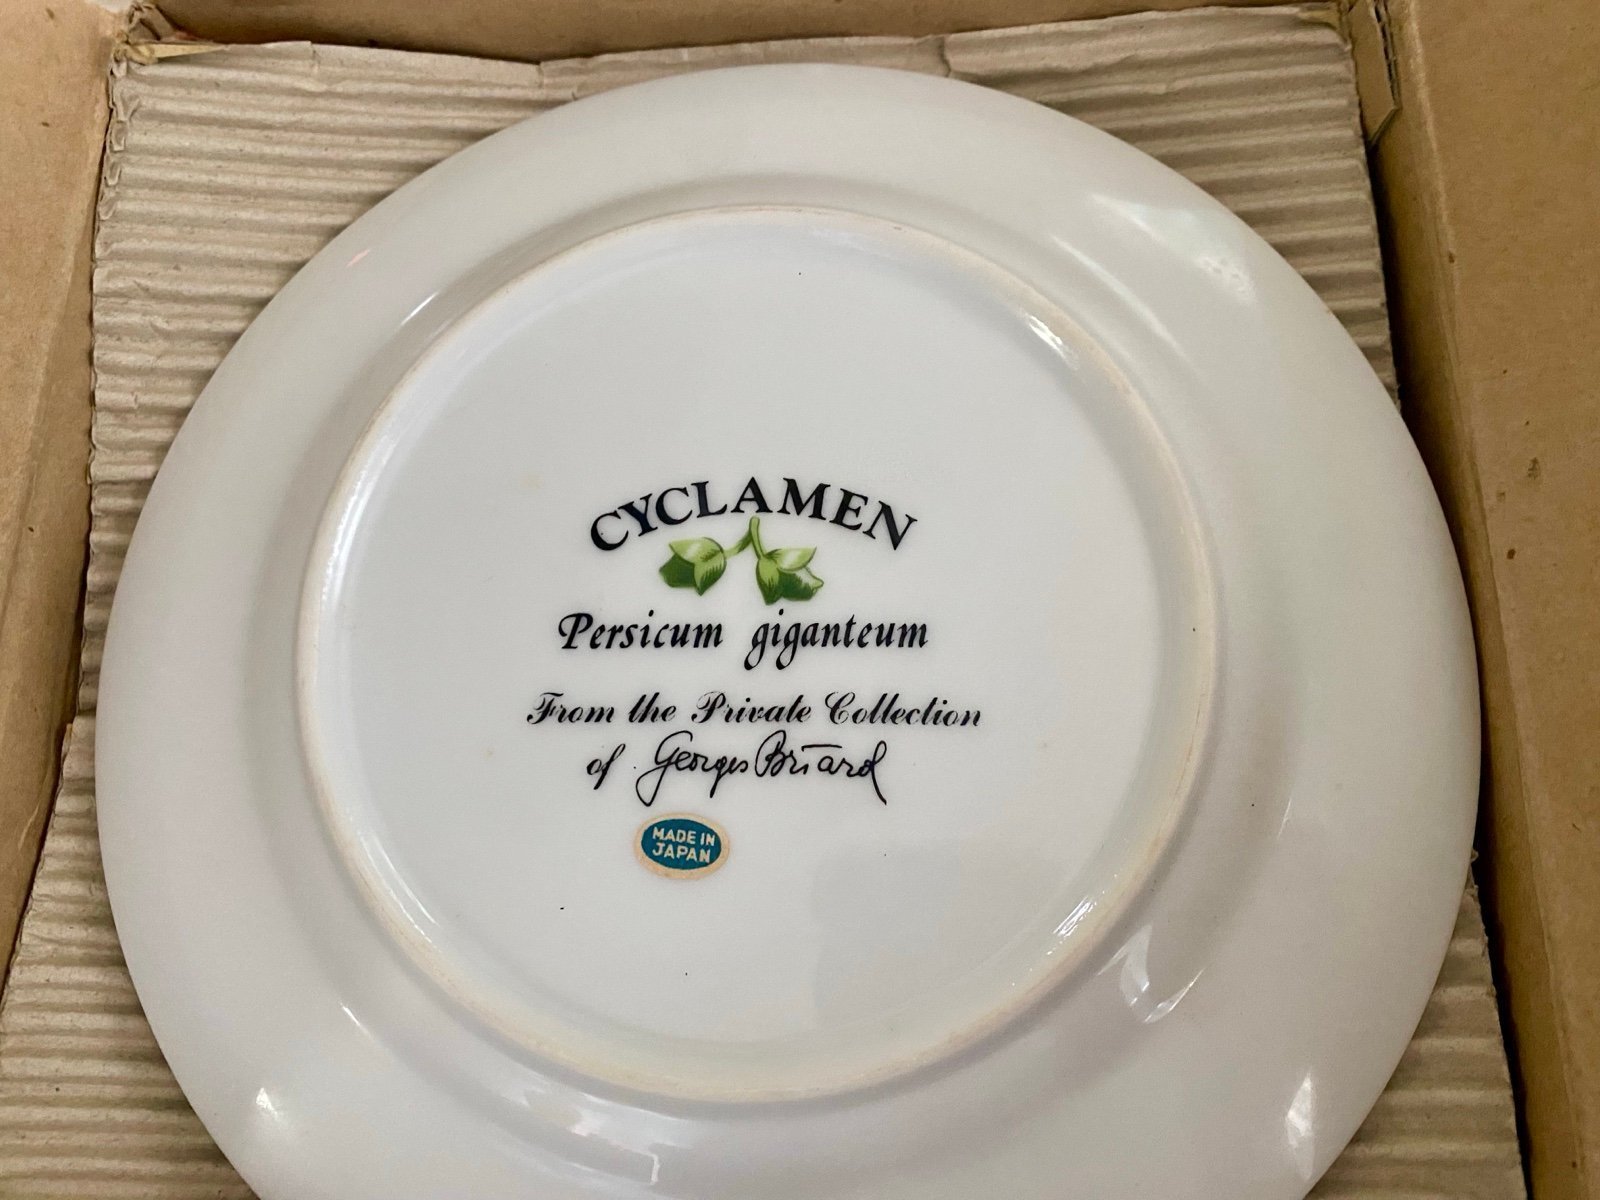 CYCLAMEN
Persicum giganteum
From the Private Collection
of Georges Briard
MADE IN
JAPAN